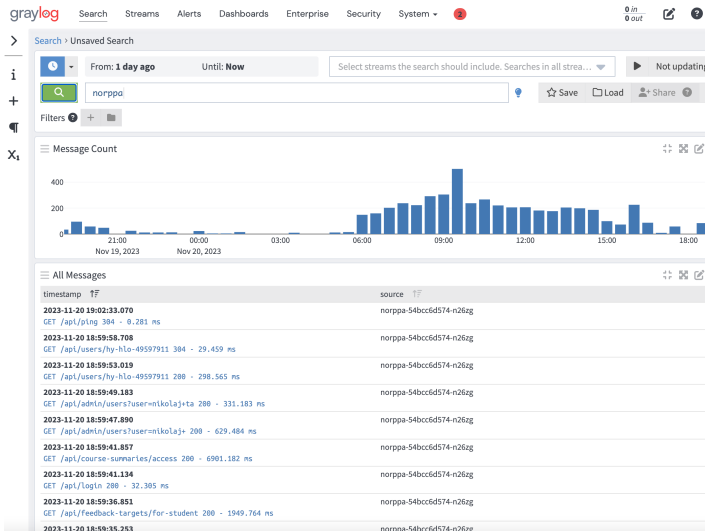 graylog Search Streams Alerts Dashboards Enterprise Security System 2 0 in 0 out
Search > Unsaved Search
From: 1 day ago Until: Now Select streams the search should include. Searches in all strea... Not updating
norppa Save Load Share
Filters
Message Count
400
200
0
21:00 00:00 03:00 06:00 09:00 12:00 15:00 18:00
Nov 19, 2023 Nov 20, 2023
All Messages
timestamp source
2023-11-20 19:02:33.070 norppa-54bcc6d574-n26zg
GET /api/ping 304 - 0.281 ms
2023-11-20 18:59:58.708 norppa-54bcc6d574-n26zg
GET /api/users/hy-hlo-49597911 304 - 29.459 ms
2023-11-20 18:59:53.019 norppa-54bcc6d574-n26zg
GET /api/users/hy-hlo-49597911 200 - 298.565 ms
2023-11-20 18:59:49.183 norppa-54bcc6d574-n26zg
GET /api/admin/users?user=nikolaj+ta 200 - 331.183 ms
2023-11-20 18:59:47.890 norppa-54bcc6d574-n26zg
GET /api/admin/users?user=nikolaj+ 200 - 629.484 ms
2023-11-20 18:59:41.857 norppa-54bcc6d574-n26zg
GET /api/course-summaries/access 200 - 6901.182 ms
2023-11-20 18:59:41.134 norppa-54bcc6d574-n26zg
GET /api/login 200 - 32.305 ms
2023-11-20 18:59:36.851 norppa-54bcc6d574-n26zg
GET /api/feedback-targets/for-student 200 - 1949.764 ms
2023-11-20 18:59:35.253 norppa-54bcc6d574-n26zg